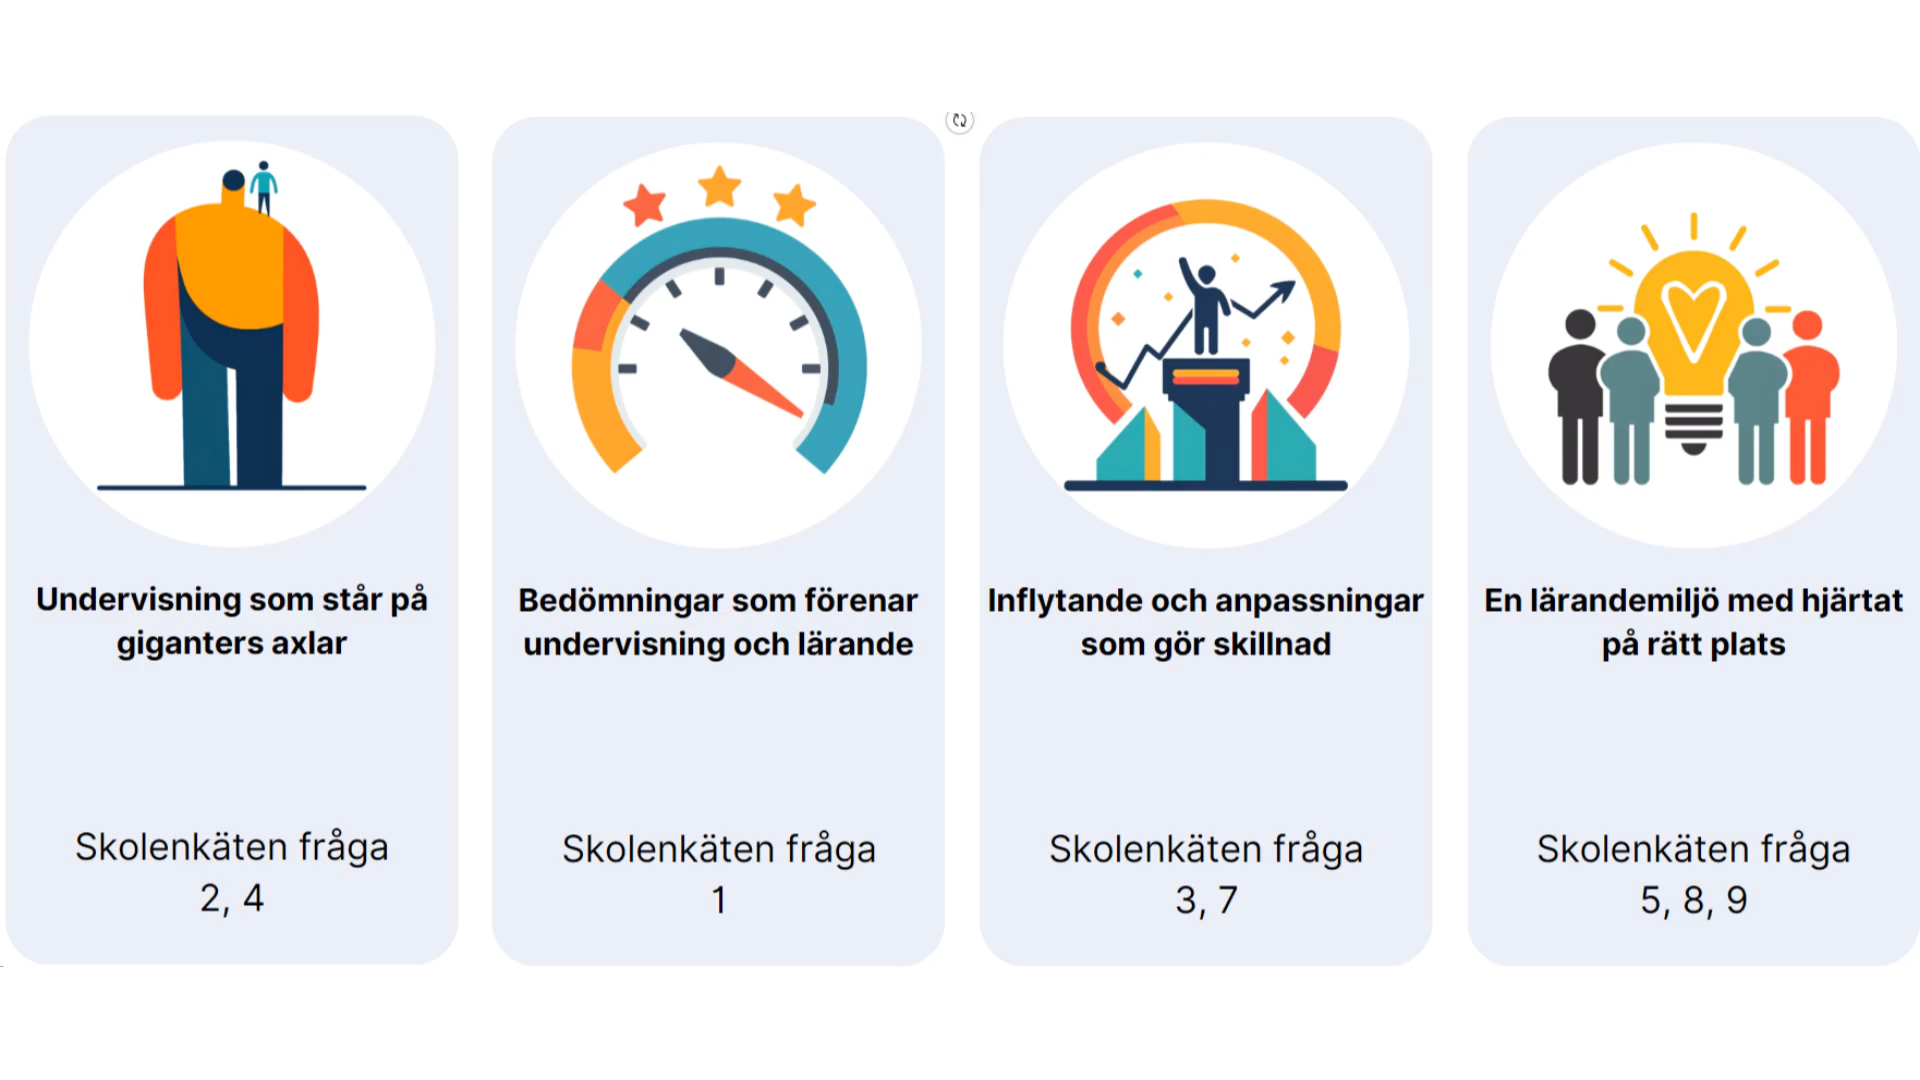 Undervisning som står på
giganters axlar
Skolenkäten fråga
2, 4
Bedömningar som förenar
undervisning och lärande
Skolenkäten fråga
1
Inflytande och anpassningar
som gör skillnad
Skolenkäten fråga
3, 7
En lärandemiljö med hjärtat
på rätt plats
Skolenkäten fråga
5, 8, 9